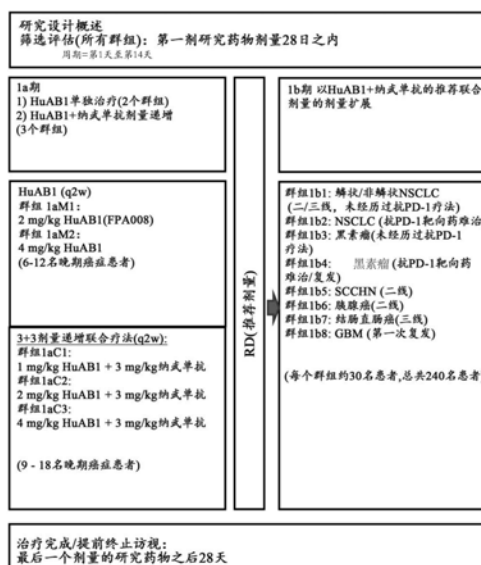 研究设计概述
筛选评估(所有群组)：第一剂研究药物剂量28日之内
周期=第1天至第14天
1a期
1) HuAB1单独治疗(2个群组)
2) HuAB1+纳武单抗剂量递增
(3个群组)
HuAB1 (q2w)
群组 1aM1:
2 mg/kg HuAB1(FPA008)
群组 1aM2:
4 mg/kg HuAB1
(6-12名晚期癌症患者)
3+3剂量递增联合疗法(q2w):
群组1aC1:
1 mg/kg HuAB1 + 3 mg/kg纳武单抗
群组1aC2:
2 mg/kg HuAB1 + 3 mg/kg纳武单抗
群组1aC3:
4 mg/kg HuAB1 + 3 mg/kg纳武单抗
(9 - 18名晚期癌症患者)
RD(推荐剂量)
1b期 以HuAB1+纳武单抗的推荐联合
剂量的剂量扩展
群组1b1: 鳞状/非鳞状NSCLC
(二/三线，未经历过抗PD-1疗法)
群组1b2: NSCLC (抗PD-1靶向药难治)
群组1b3: 黑素瘤(未经历过抗PD-1
疗法)
群组1b4 黑素瘤 (抗PD-1靶向药
难治/复发)
群组1b5: SCCHN (二线)
群组1b6: 胰腺癌(二线)
群组1b7: 结肠直肠癌(三线)
群组1b8: GBM (第一次复发)
(每个群组约30名患者,总共240名患者)
治疗完成/提前终止访视:
最后一个剂量的研究药物之后28天